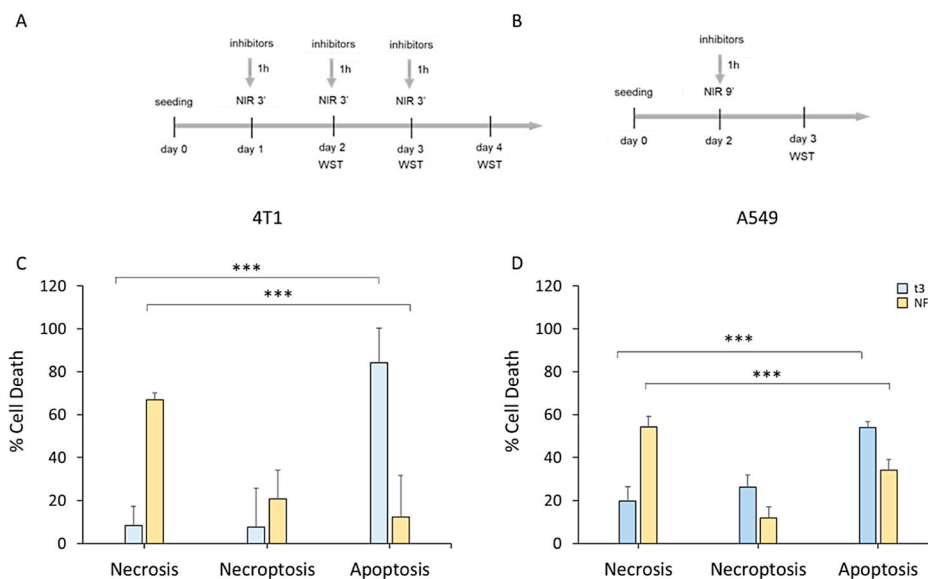 A
inhibitors inhibitors inhibitors
1h 1h 1h
seeding NIR 3' NIR 3' NIR 3'
day 0 day 1 day 2 day 3 day 4
WST WST WST
B
inhibitors
1h
seeding NIR 9'
day 0 day 2 day 3
WST
4T1
A549
C
***
***
% Cell Death
120
100
80
60
40
20
0
Necrosis Necroptosis Apoptosis
D
t3
NF
***
***
% Cell Death
120
100
80
60
40
20
0
Necrosis Necroptosis Apoptosis